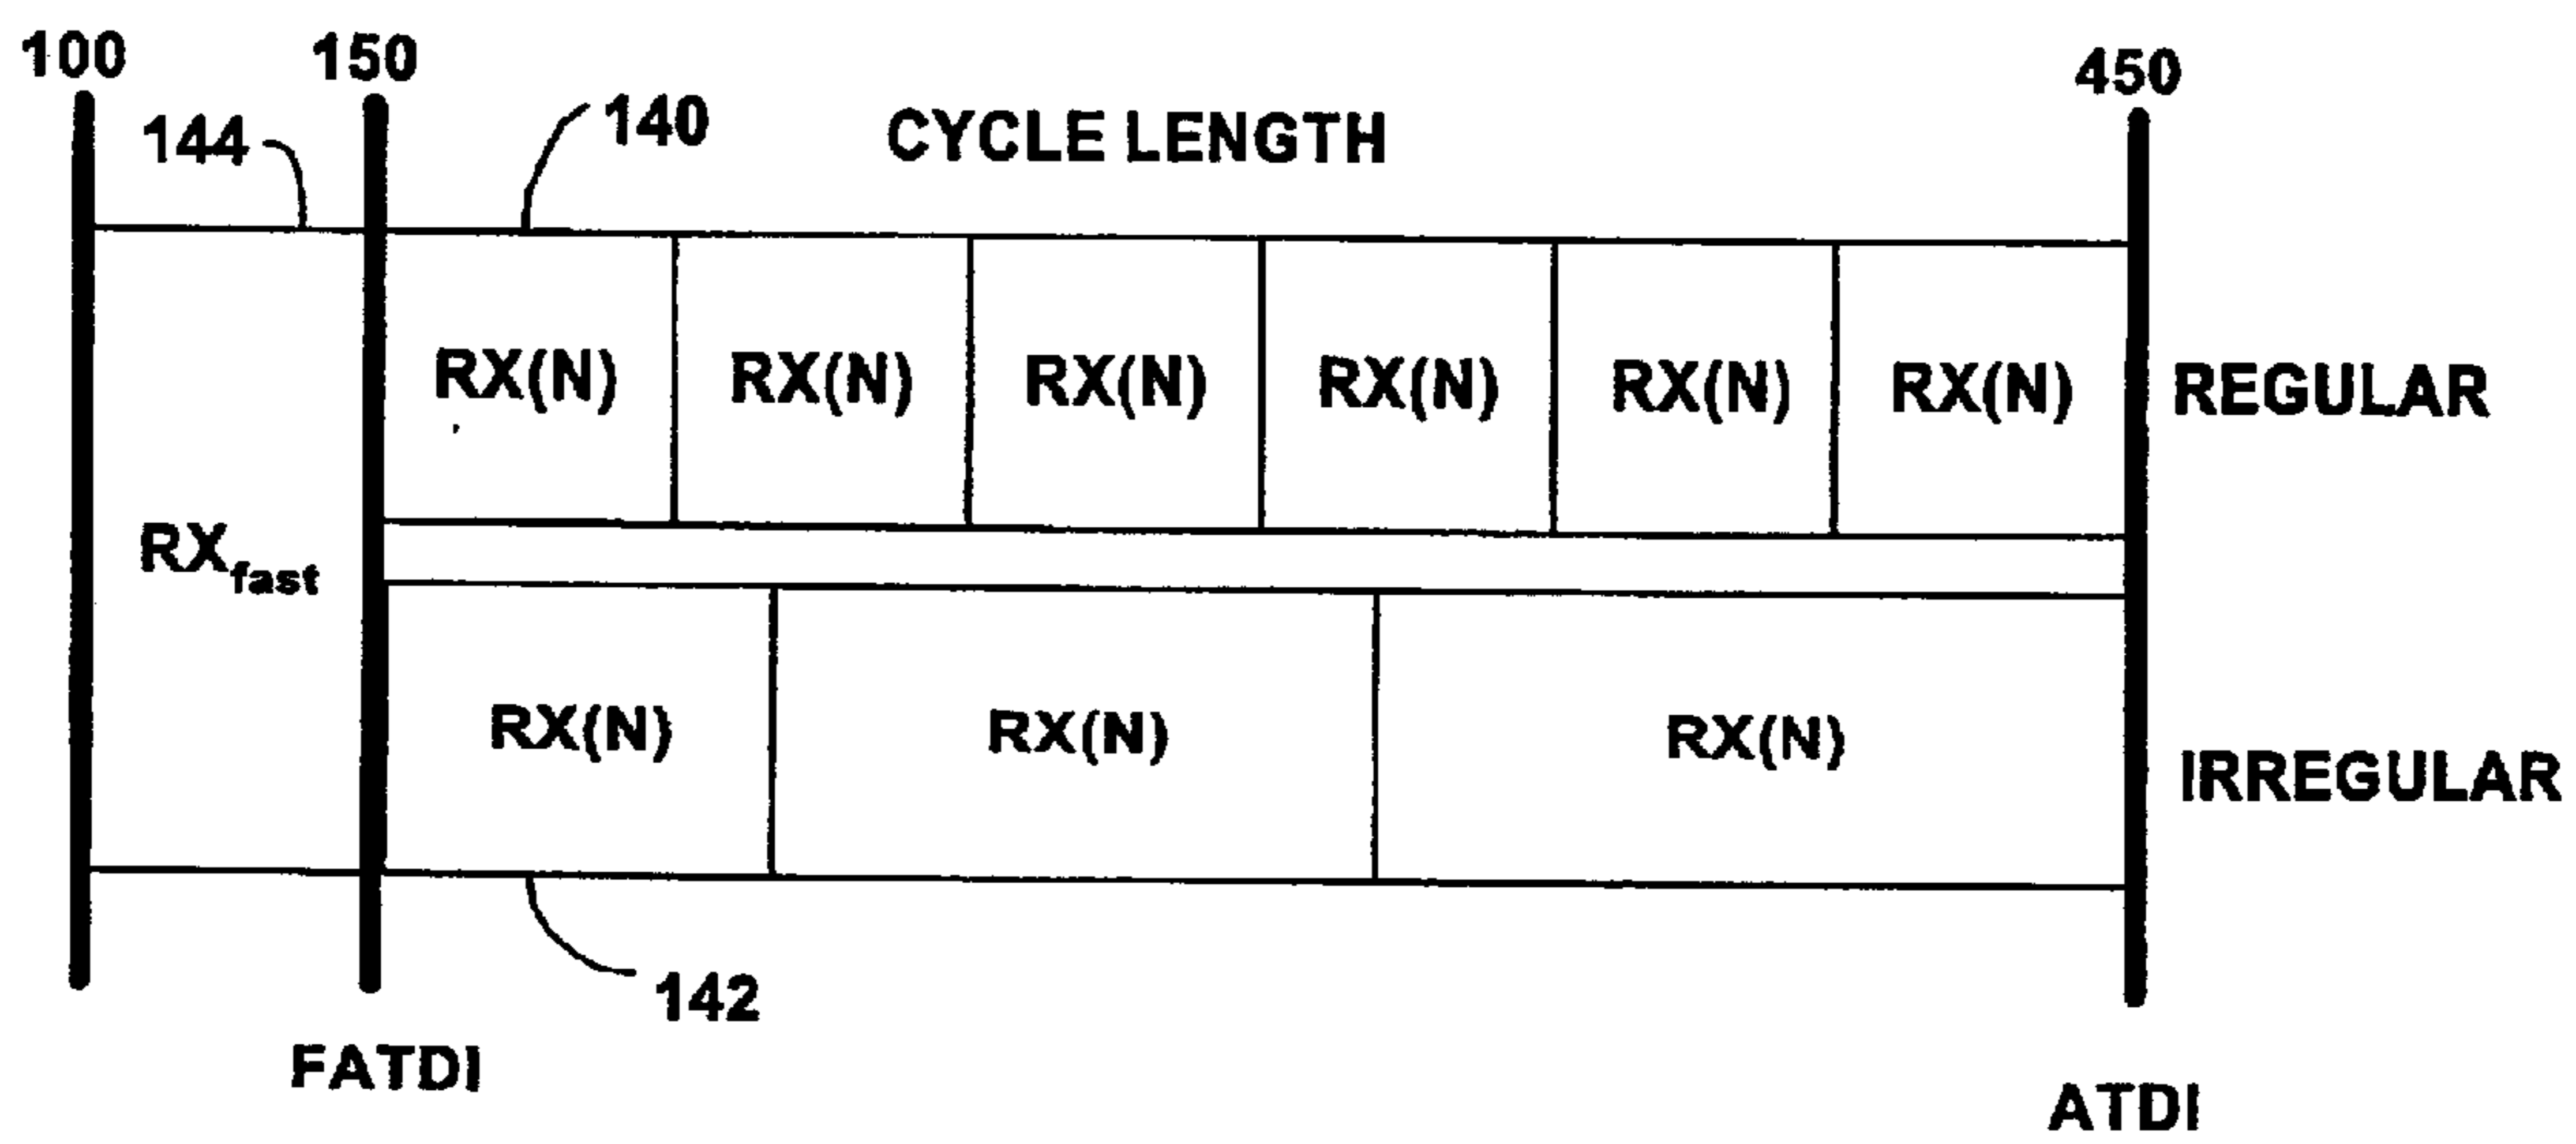 100 150 450
144 140 CYCLE LENGTH
RX(N) RX(N) RX(N) RX(N) RX(N) RX(N) REGULAR
RXfast
RX(N) RX(N) RX(N) IRREGULAR
142
FATDI
ATDI